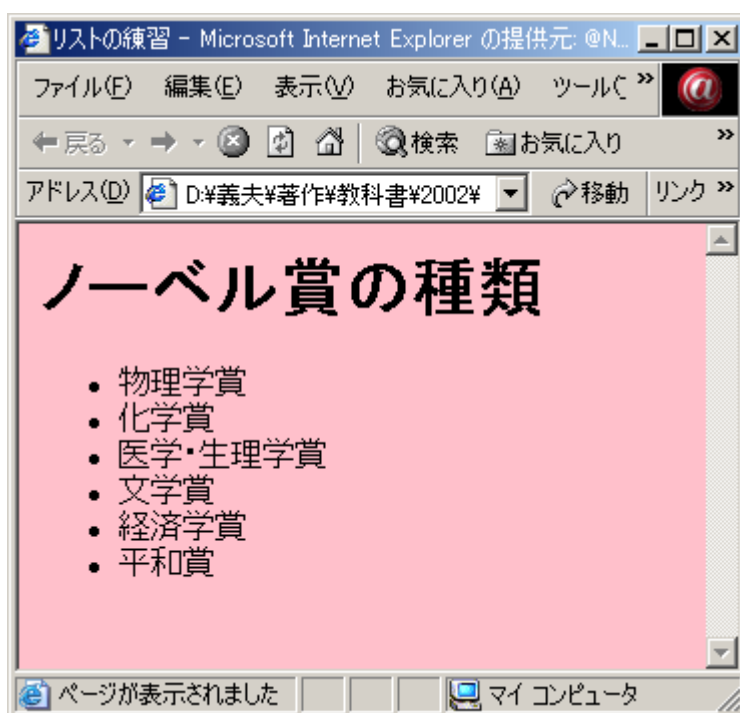 リストの練習 - Microsoft Internet Explorer の提供元: @N...
ファイル(F) 編集(E) 表示(V) お気に入り(A) ツール( »
戻る 検索 お気に入り »
アドレス(D) D:¥義夫¥著作¥教科書¥2002¥ 移動 リンク »
ノーベル賞の種類
• 物理学賞
• 化学賞
• 医学・生理学賞
• 文学賞
• 経済学賞
• 平和賞
ページが表示されました マイ コンピュータ